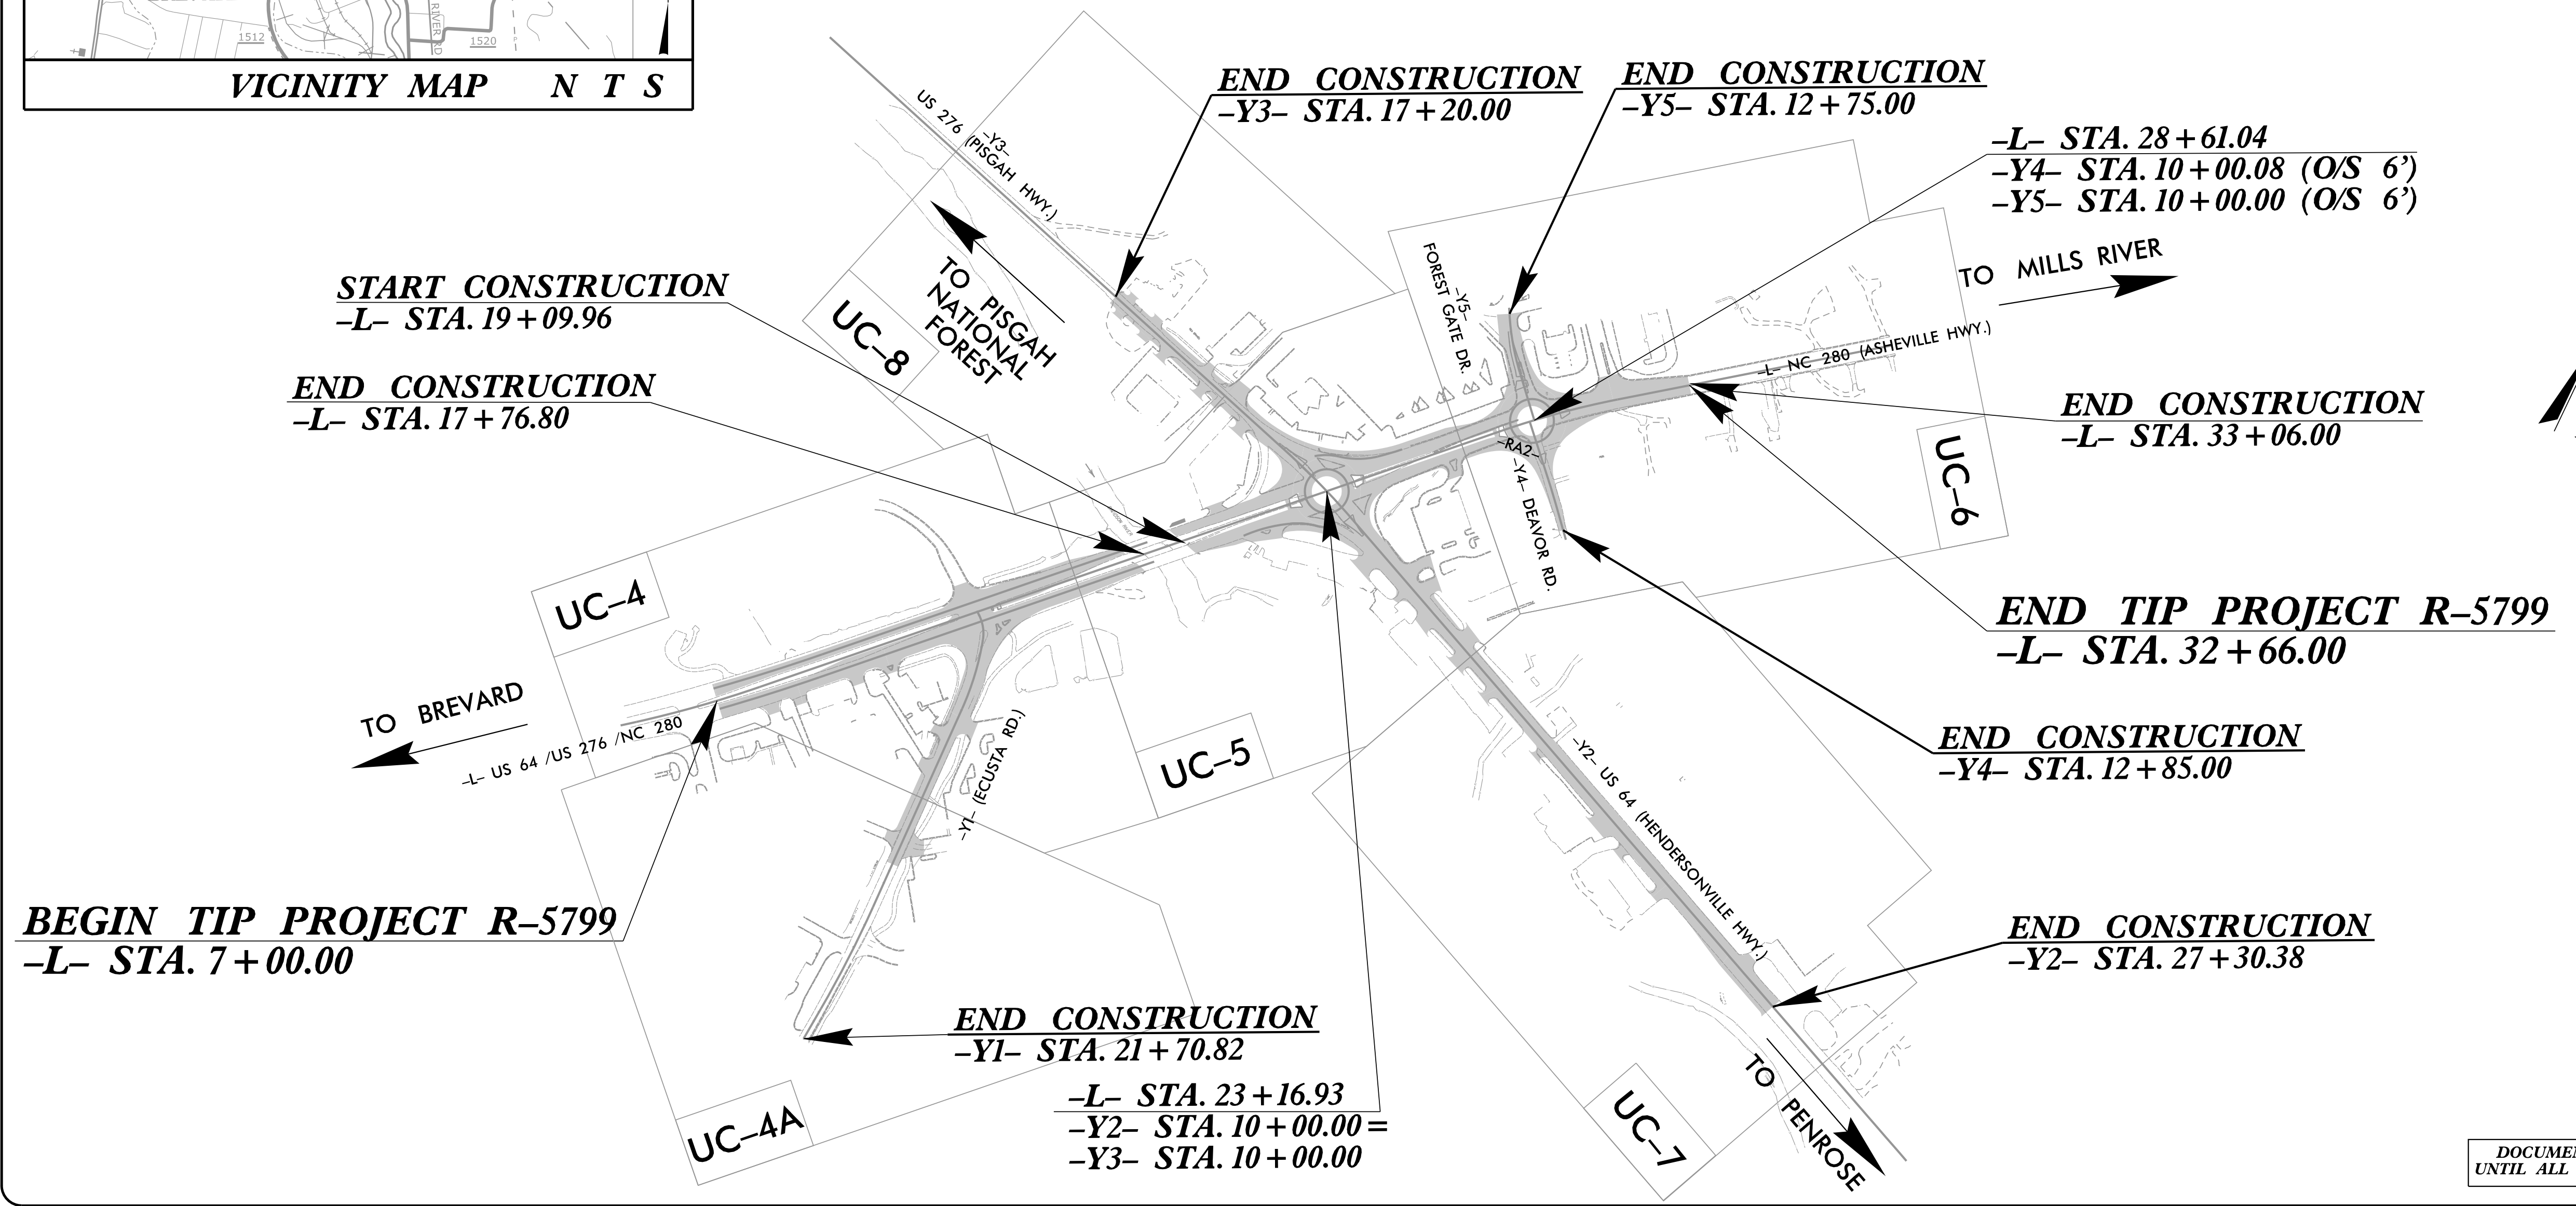 1512
RIVER RD
1520
VICINITY MAP N T S
END CONSTRUCTION
–Y3– STA. 17+20.00
END CONSTRUCTION
–Y5– STA. 12+75.00
–L– STA. 28+61.04
–Y4– STA. 10+00.08 (O/S 6’)
–Y5– STA. 10+00.00 (O/S 6’)
US 276 (PISGAH HWY.)
–Y3–
TO PISGAH
NATIONAL
FOREST
UC–8
START CONSTRUCTION
–L– STA. 19+09.96
END CONSTRUCTION
–L– STA. 17+76.80
–Y5–
FOREST GATE DR.
TO MILLS RIVER
–L– NC 280 (ASHEVILLE HWY.)
END CONSTRUCTION
–L– STA. 33+06.00
UC–6
–RA2–
–Y4– DEAVOR RD.
END TIP PROJECT R–5799
–L– STA. 32+66.00
UC–4
TO BREVARD
–L– US 64 /US 276 /NC 280
UC–5
–Y1– (ECUSTA RD.)
–Y2– US 64 (HENDERSONVILLE HWY.)
END CONSTRUCTION
–Y4– STA. 12+85.00
BEGIN TIP PROJECT R–5799
–L– STA. 7+00.00
END CONSTRUCTION
–Y2– STA. 27+30.38
END CONSTRUCTION
–Y1– STA. 21+70.82
–L– STA. 23+16.93
–Y2– STA. 10+00.00=
–Y3– STA. 10+00.00
UC–4A
UC–7
TO PENROSE
DOCUMEN
UNTIL ALL